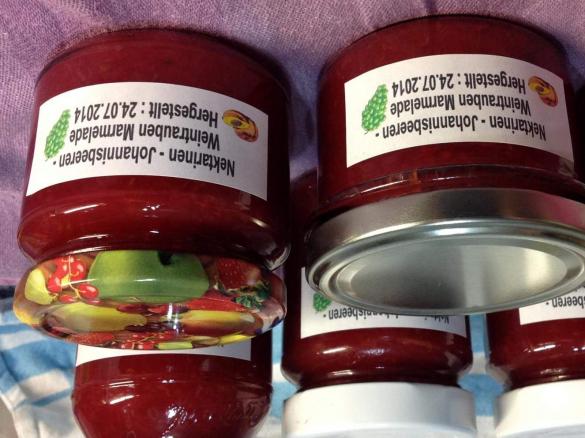 Nektarinen - Johannisbeeren -
Weintrauben Marmelade
Hergestellt : 24.07.2014
Nektarinen - Johannisbeeren -
Weintrauben Marmelade
Hergestellt : 24.07.2014